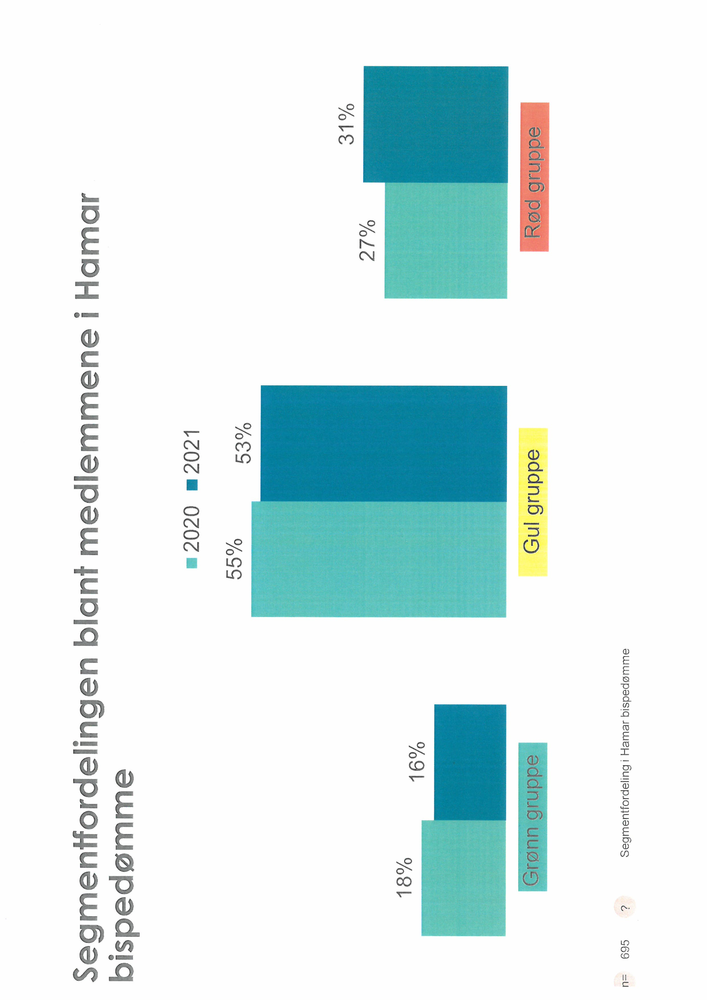 Segmentfordelingen blant medlemmene i Hamar
bispedømme
2020 2021
55%
53%
31%
27%
18%
16%
Grønn gruppe
Gul gruppe
Rød gruppe
n= 695 ? Segmentfordeling i Hamar bispedømme